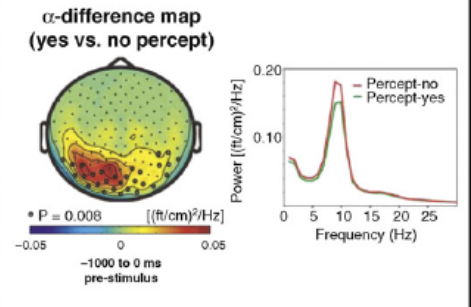 α-difference map
(yes vs. no percept)
• P = 0.008
[(ft/cm)²/Hz]
−0.05
0
0.05
−1000 to 0 ms
pre-stimulus
0.20
0.10
Power [(ft/cm)²/Hz]
Percept-no
Percept-yes
0 5 10 15 20 25
Frequency (Hz)